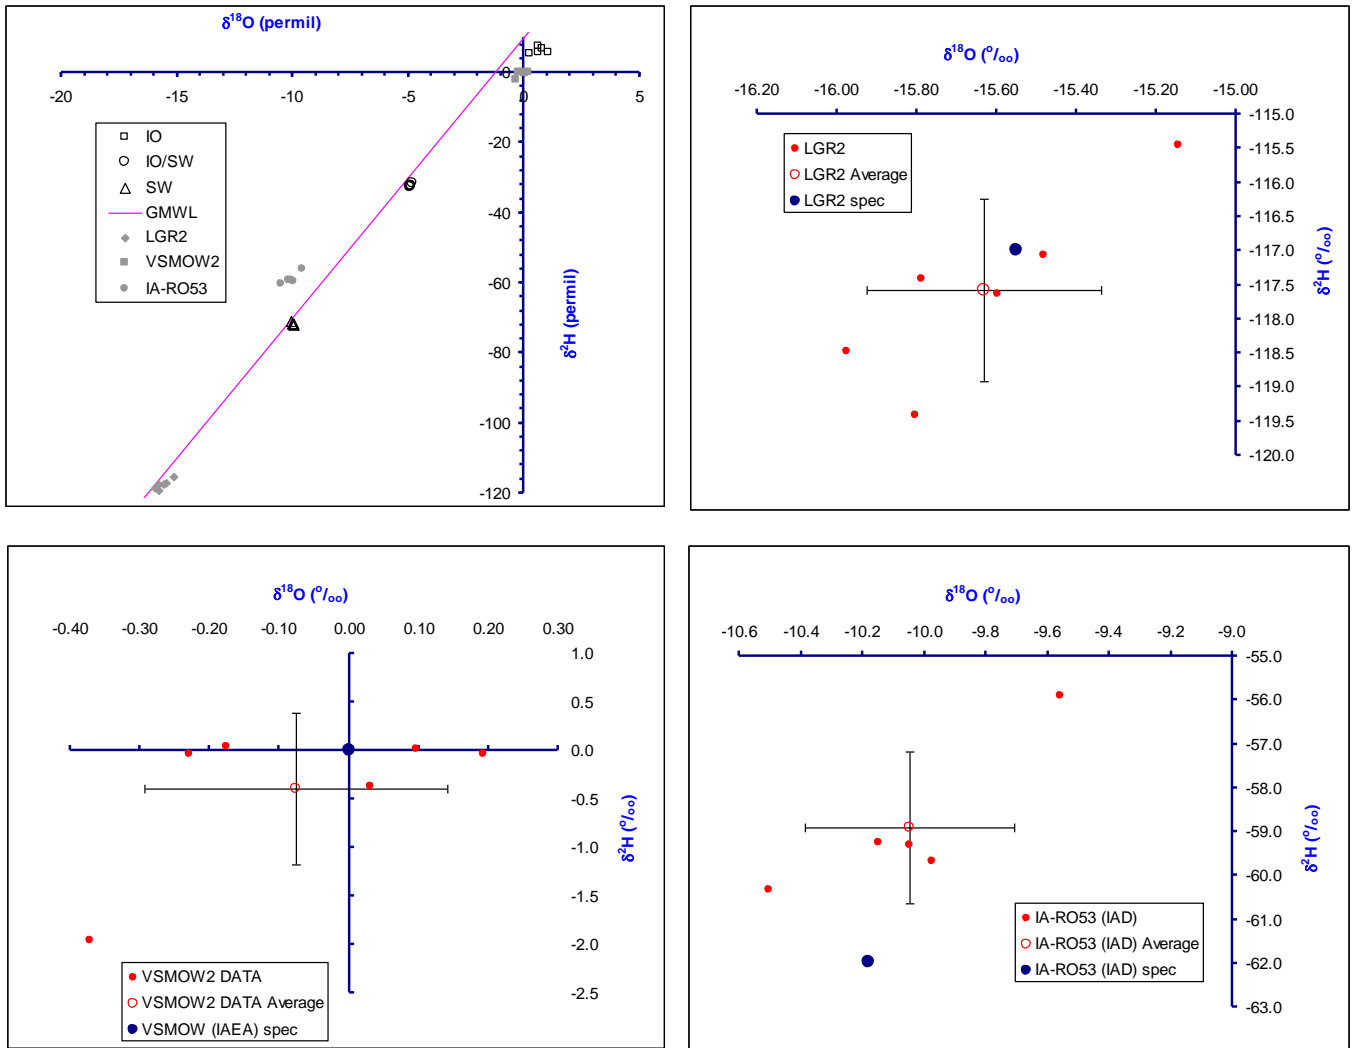 δ18O (permil)
-20 -15 -10 -5 0 5
0
-20
-40
-60
-80
-100
-120
δ2H (permil)
IO
IO/SW
SW
GMWL
LGR2
VSMOW2
IA-RO53
δ18O (o/oo)
-16.20 -16.00 -15.80 -15.60 -15.40 -15.20 -15.00
-115.0
-115.5
-116.0
-116.5
-117.0
-117.5
-118.0
-118.5
-119.0
-119.5
-120.0
δ2H (o/oo)
LGR2
LGR2 Average
LGR2 spec
δ18O (o/oo)
-0.40 -0.30 -0.20 -0.10 0.00 0.10 0.20 0.30
1.0
0.5
0.0
-0.5
-1.0
-1.5
-2.0
-2.5
δ2H (o/oo)
VSMOW2 DATA
VSMOW2 DATA Average
VSMOW (IAEA) spec
δ18O (o/oo)
-10.6 -10.4 -10.2 -10.0 -9.8 -9.6 -9.4 -9.2 -9.0
-55.0
-56.0
-57.0
-58.0
-59.0
-60.0
-61.0
-62.0
-63.0
δ2H (o/oo)
IA-RO53 (IAD)
IA-RO53 (IAD) Average
IA-RO53 (IAD) spec